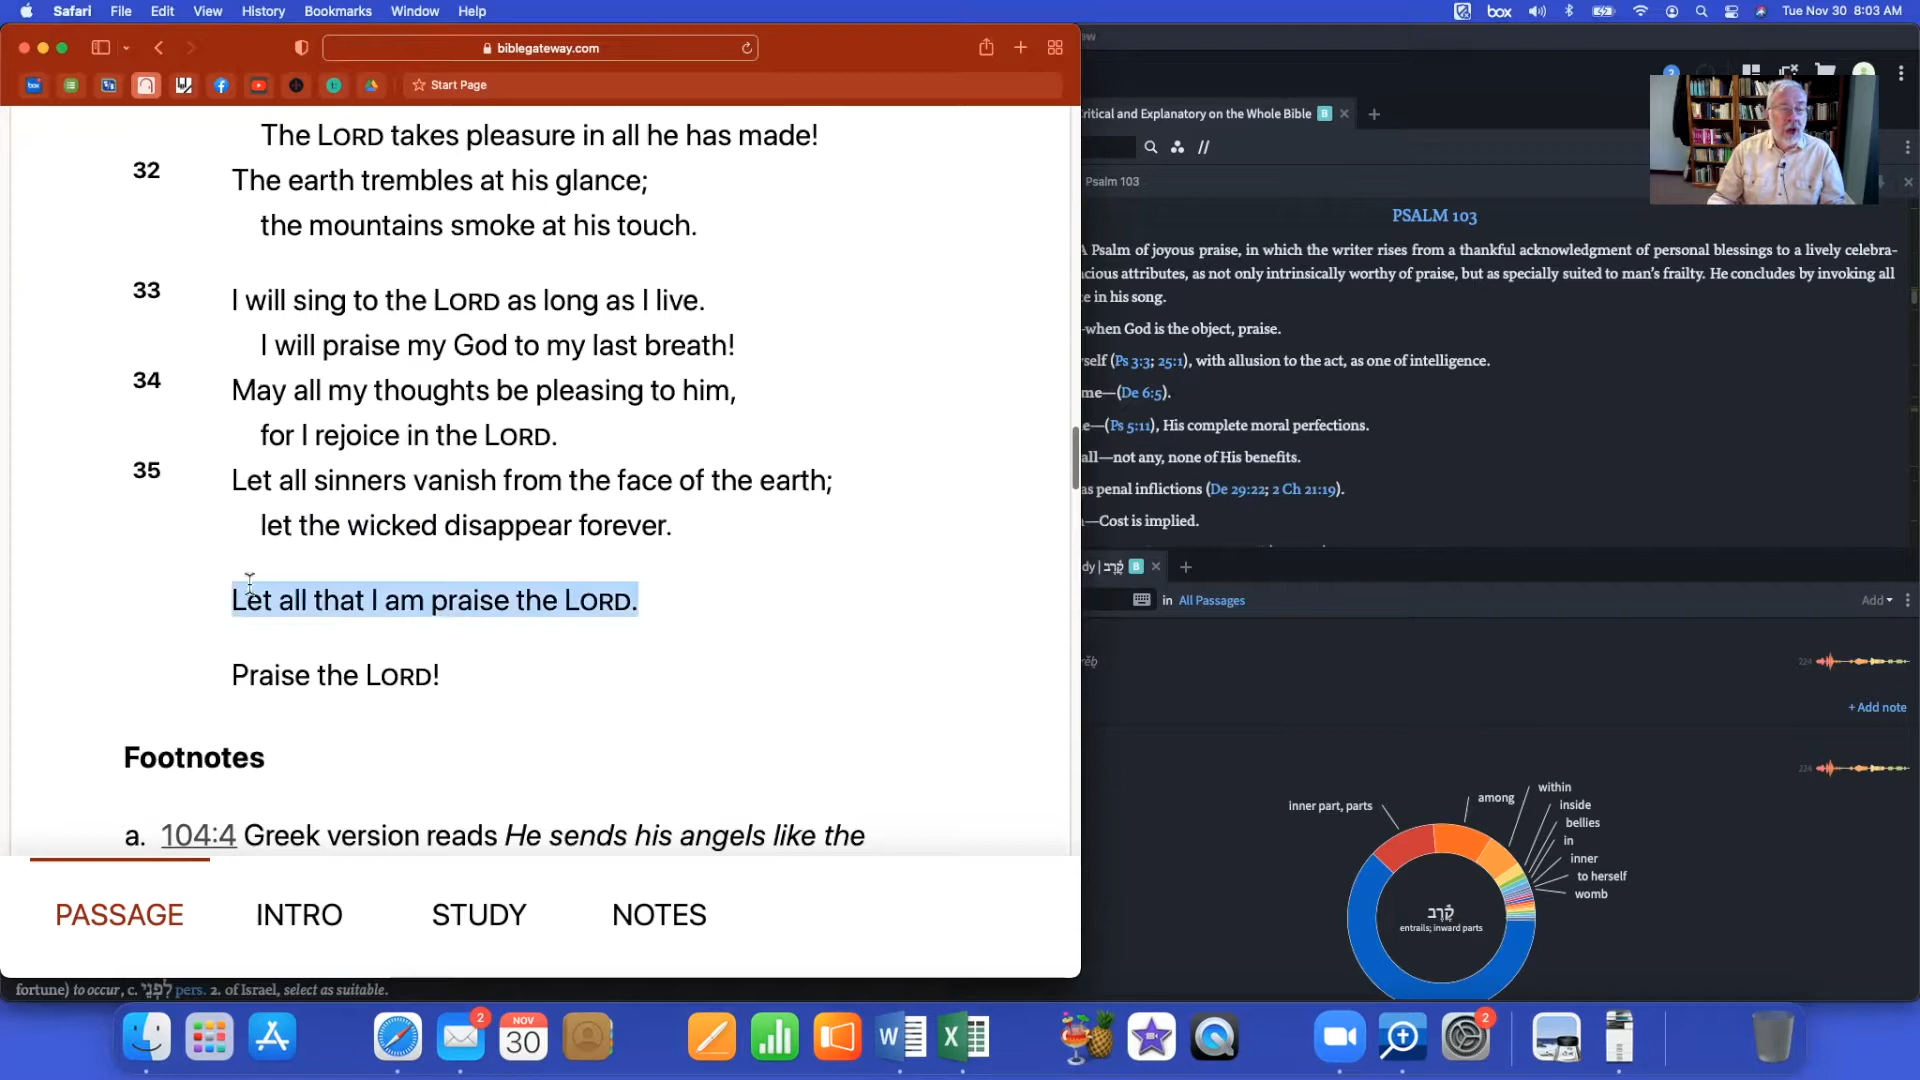 Safari File Edit View History Bookmarks Window Help
box Tue Nov 30 8:03 AM
biblegateway.com
Start Page
The LORD takes pleasure in all he has made!
32 The earth trembles at his glance;
the mountains smoke at his touch.
33 I will sing to the LORD as long as I live.
I will praise my God to my last breath!
34 May all my thoughts be pleasing to him,
for I rejoice in the LORD.
35 Let all sinners vanish from the face of the earth;
let the wicked disappear forever.
Let all that I am praise the LORD.
Praise the LORD!
Footnotes
a. 104:4 Greek version reads He sends his angels like the
PASSAGE INTRO STUDY NOTES
fortune) to occur, c. לִפְנֵי pers. 2. of Israel, select as suitable.
ritical and Explanatory on the Whole Bible B
Psalm 103
PSALM 103
A Psalm of joyous praise, in which the writer rises from a thankful acknowledgment of personal blessings to a lively celebra-
cious attributes, as not only intrinsically worthy of praise, but as specially suited to man's frailty. He concludes by invoking all
e in his song.
-when God is the object, praise.
self (Ps 3:3; 25:1), with allusion to the act, as one of intelligence.
me—(De 6:5).
e—(Ps 5:11), His complete moral perfections.
all—not any, none of His benefits.
as penal inflictions (De 29:22; 2 Ch 21:19).
—Cost is implied.
dy | קֶרֶב B
in All Passages Add
224
+ Add note
224
inner part, parts
among
within
inside
bellies
in
inner
to herself
womb
קֶרֶב
entrails; inward parts
2
NOV
30
2